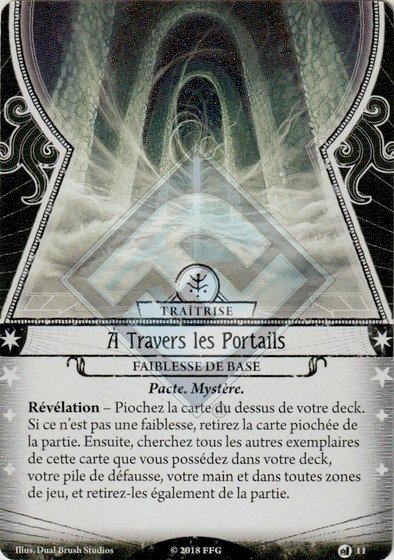 TRAÎTRISE
A Travers les Portails
FAIBLESSE DE BASE
Pacte. Mystère.
Révélation – Piochez la carte du dessus de votre deck.
Si ce n'est pas une faiblesse, retirez la carte piochée de
la partie. Ensuite, cherchez tous les autres exemplaires
de cette carte que vous possédez dans votre deck,
votre pile de défausse, votre main et dans toutes zones
de jeu, et retirez-les également de la partie.
Illus. Dual Brush Studios © 2018 FFG 11